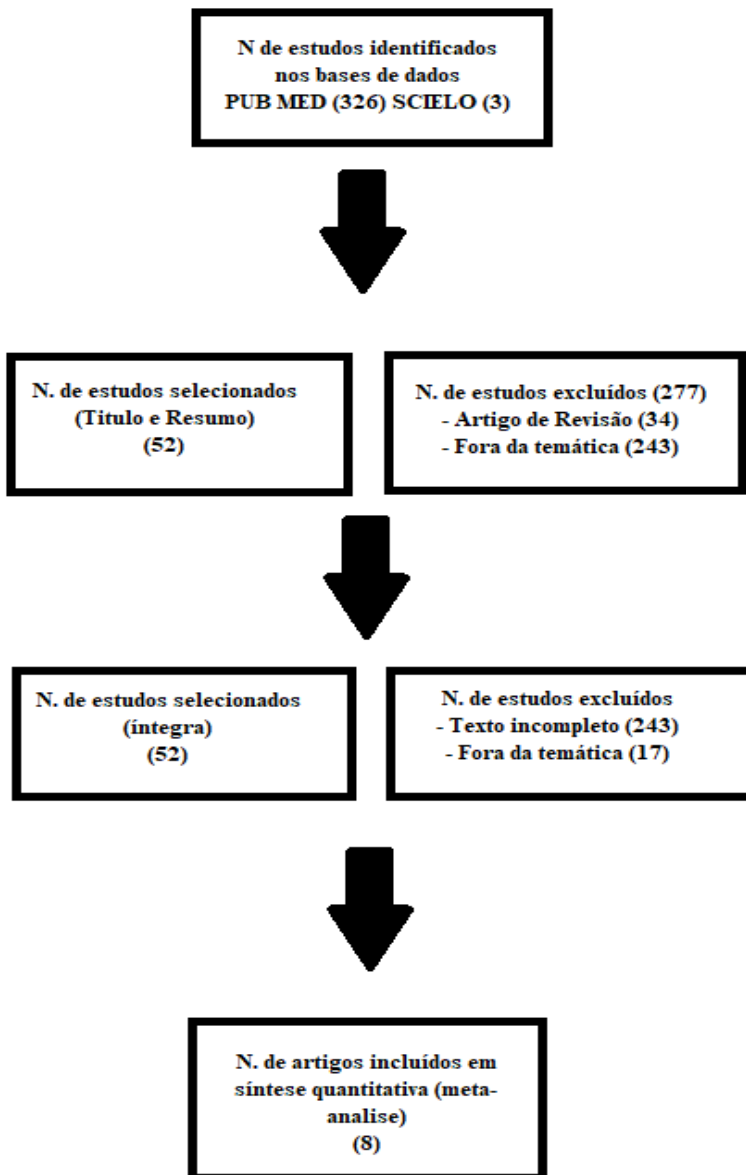 N de estudos identificados
nos bases de dados
PUB MED (326) SCIELO (3)
N. de estudos selecionados
(Titulo e Resumo)
(52)
N. de estudos excluídos (277)
- Artigo de Revisão (34)
- Fora da temática (243)
N. de estudos selecionados
(íntegra)
(52)
N. de estudos excluídos
- Texto incompleto (243)
- Fora da temática (17)
N. de artigos incluídos em
síntese quantitativa (meta-
analise)
(8)